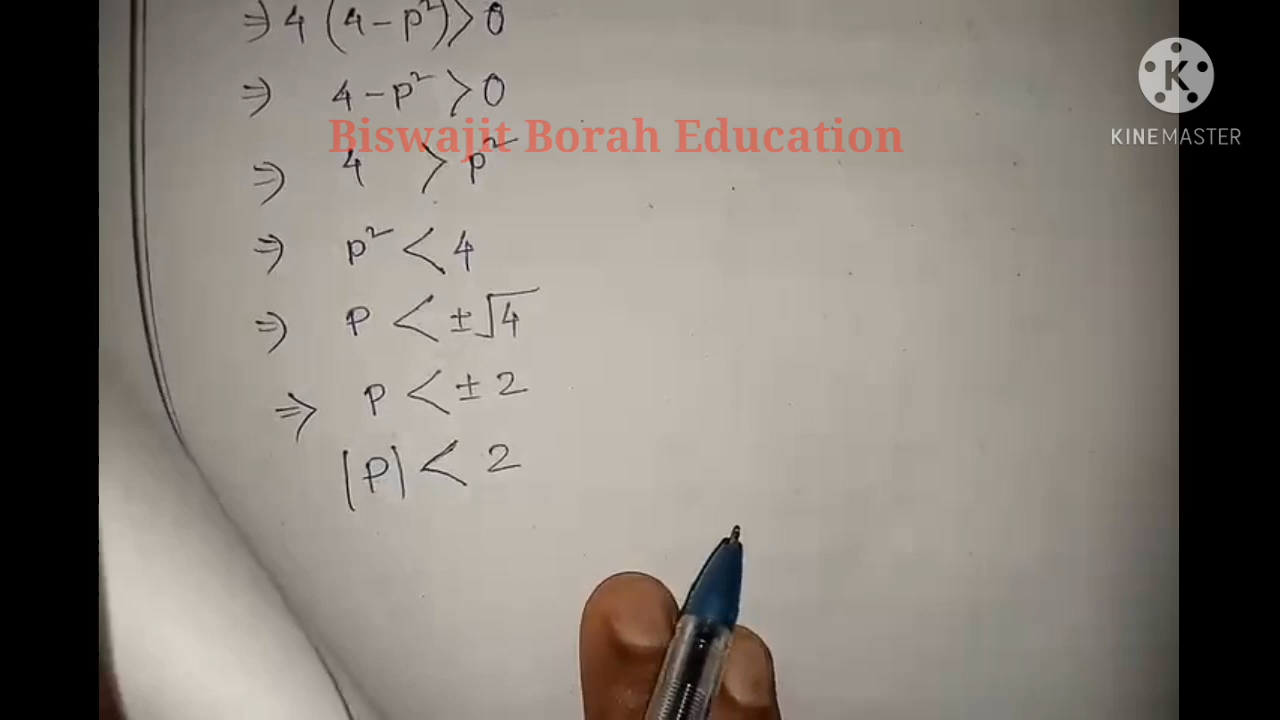 ⇒ 4 (4 - p²) > 0
⇒ 4 - p² > 0
Biswajit Borah Education
⇒ 4 > p²
⇒ p² < 4
⇒ p < ±√4
⇒ p < ± 2
|p| < 2
K
KINEMASTER